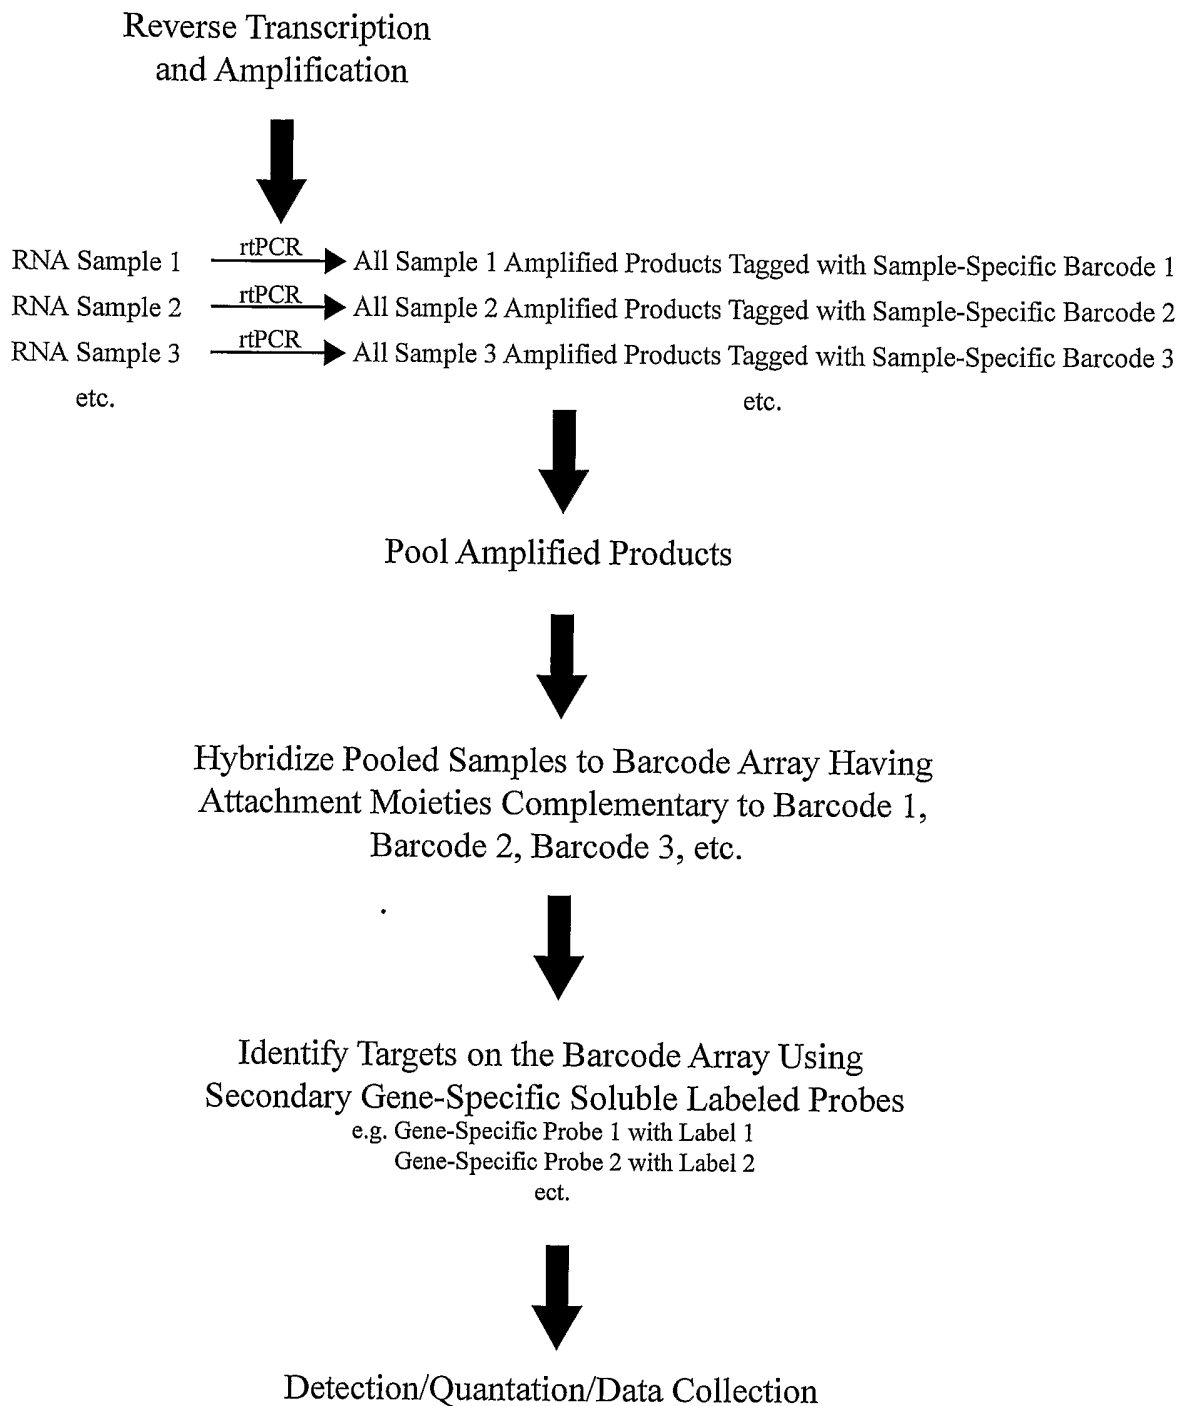 Reverse Transcription
and Amplification
RNA Sample 1 rtPCR All Sample 1 Amplified Products Tagged with Sample-Specific Barcode 1
RNA Sample 2 rtPCR All Sample 2 Amplified Products Tagged with Sample-Specific Barcode 2
RNA Sample 3 rtPCR All Sample 3 Amplified Products Tagged with Sample-Specific Barcode 3
etc. etc.
Pool Amplified Products
Hybridize Pooled Samples to Barcode Array Having
Attachment Moieties Complementary to Barcode 1,
Barcode 2, Barcode 3, etc.
Identify Targets on the Barcode Array Using
Secondary Gene-Specific Soluble Labeled Probes
e.g. Gene-Specific Probe 1 with Label 1
Gene-Specific Probe 2 with Label 2
ect.
Detection/Quantation/Data Collection